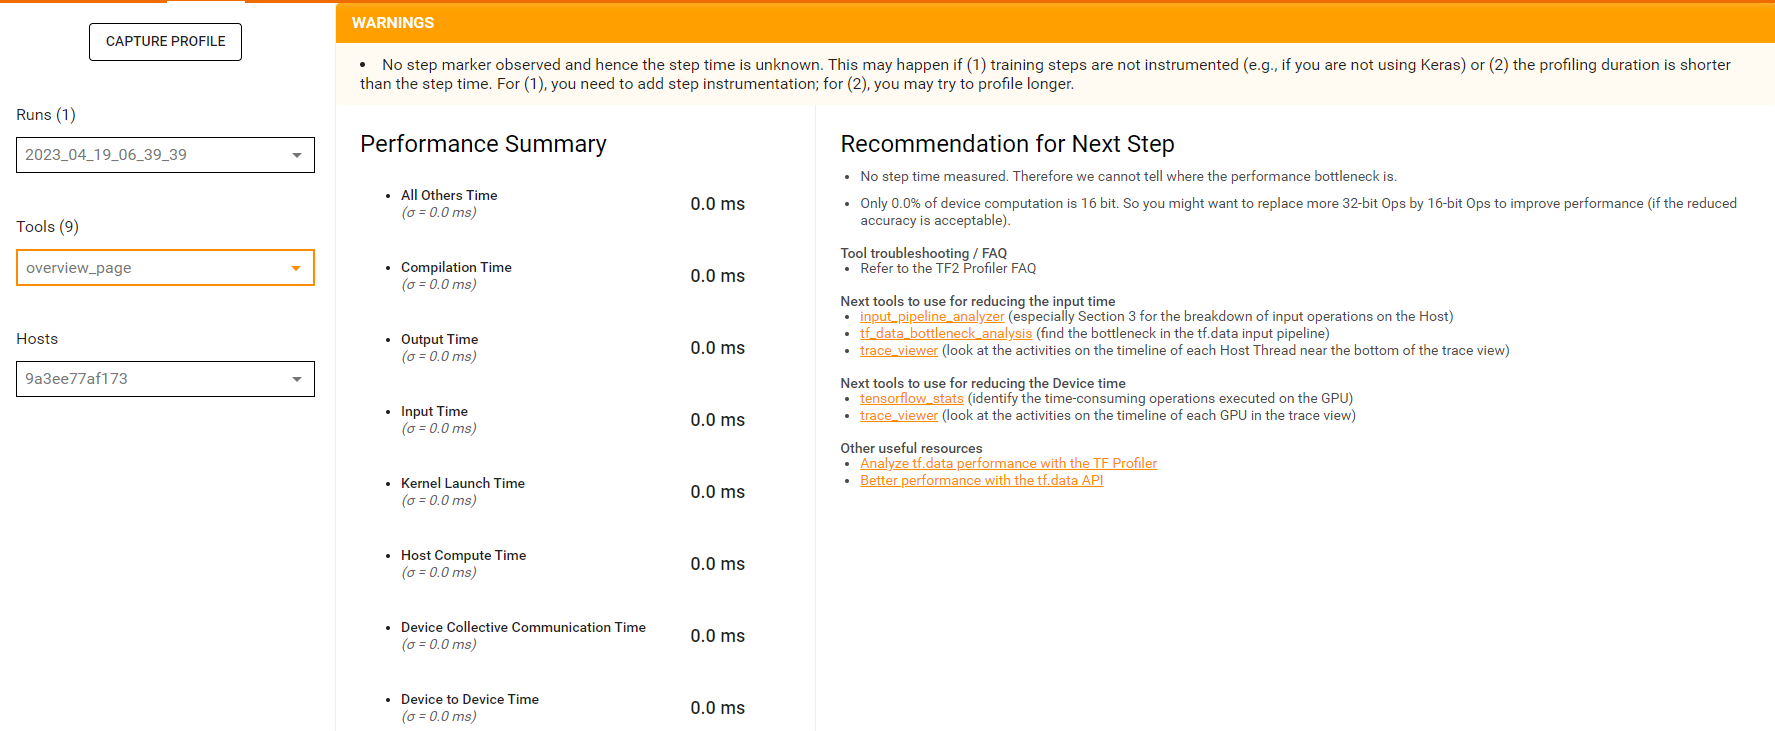 CAPTURE PROFILE
Runs (1)
2023_04_19_06_39_39
Tools (9)
overview_page
Hosts
9a3ee77af173
WARNINGS
• No step marker observed and hence the step time is unknown. This may happen if (1) training steps are not instrumented (e.g., if you are not using Keras) or (2) the profiling duration is shorter
than the step time. For (1), you need to add step instrumentation; for (2), you may try to profile longer.
Performance Summary
• All Others Time
(σ = 0.0 ms)
0.0 ms
• Compilation Time
(σ = 0.0 ms)
0.0 ms
• Output Time
(σ = 0.0 ms)
0.0 ms
• Input Time
(σ = 0.0 ms)
0.0 ms
• Kernel Launch Time
(σ = 0.0 ms)
0.0 ms
• Host Compute Time
(σ = 0.0 ms)
0.0 ms
• Device Collective Communication Time
(σ = 0.0 ms)
0.0 ms
• Device to Device Time
(σ = 0.0 ms)
0.0 ms
Recommendation for Next Step
• No step time measured. Therefore we cannot tell where the performance bottleneck is.
• Only 0.0% of device computation is 16 bit. So you might want to replace more 32-bit Ops by 16-bit Ops to improve performance (if the reduced
accuracy is acceptable).
Tool troubleshooting / FAQ
• Refer to the TF2 Profiler FAQ
Next tools to use for reducing the input time
• input_pipeline_analyzer (especially Section 3 for the breakdown of input operations on the Host)
• tf_data_bottleneck_analysis (find the bottleneck in the tf.data input pipeline)
• trace_viewer (look at the activities on the timeline of each Host Thread near the bottom of the trace view)
Next tools to use for reducing the Device time
• tensorflow_stats (identify the time-consuming operations executed on the GPU)
• trace_viewer (look at the activities on the timeline of each GPU in the trace view)
Other useful resources
• Analyze tf.data performance with the TF Profiler
• Better performance with the tf.data API